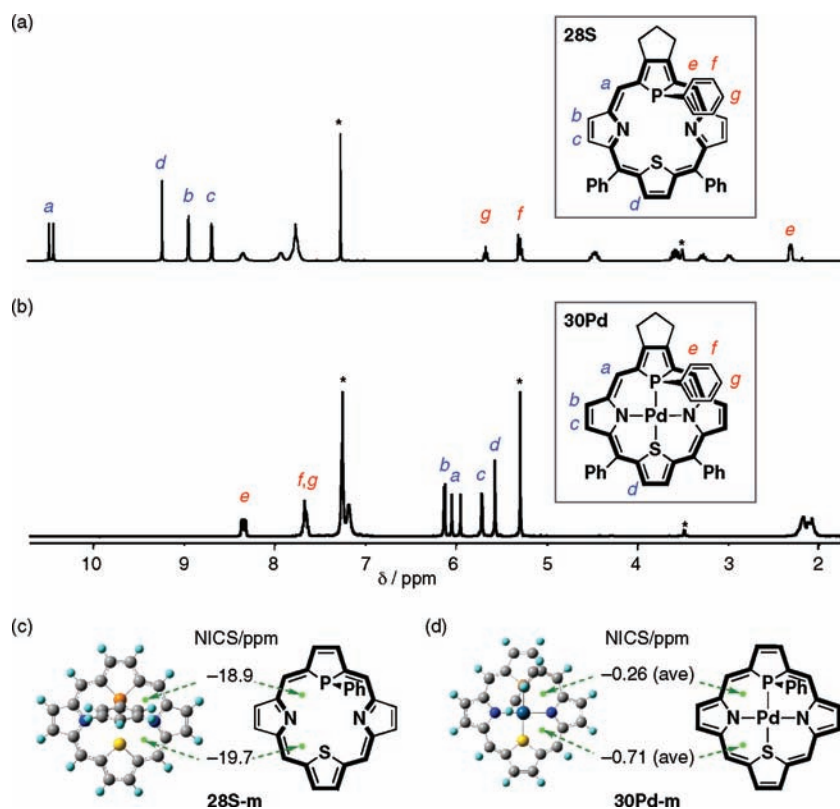 (a)
28S
e f
a g
P
b N N
c
S
Ph Ph
d
a d b c * g f * e
(b)
30Pd
e f
a g
P
b N Pd N
c
S
Ph Ph
d
e f,g * b a c d * *
10 9 8 7 6 5 4 3 2
δ / ppm
(c) NICS/ppm
–18.9
P Ph
N N
–19.7
S
28S-m
(d) NICS/ppm
–0.26 (ave)
P Ph
N Pd N
–0.71 (ave)
S
30Pd-m